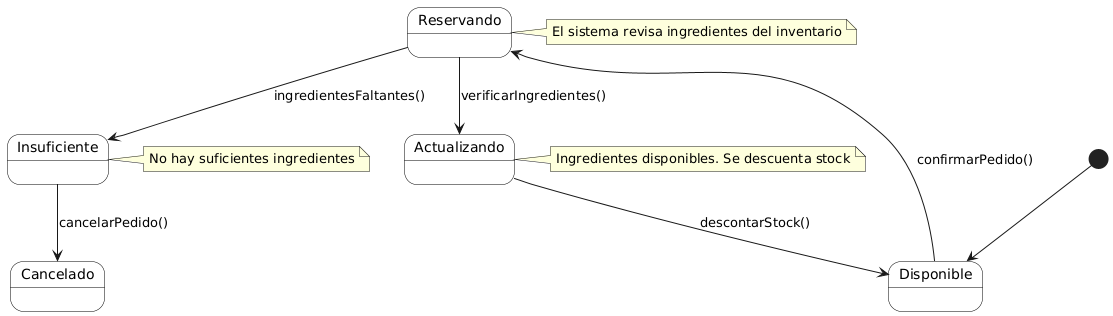 Reservando
El sistema revisa ingredientes del inventario
ingredientesFaltantes()
verificarIngredientes()
Insuficiente
No hay suficientes ingredientes
Actualizando
Ingredientes disponibles. Se descuenta stock
confirmarPedido()
cancelarPedido()
descontarStock()
Cancelado
Disponible